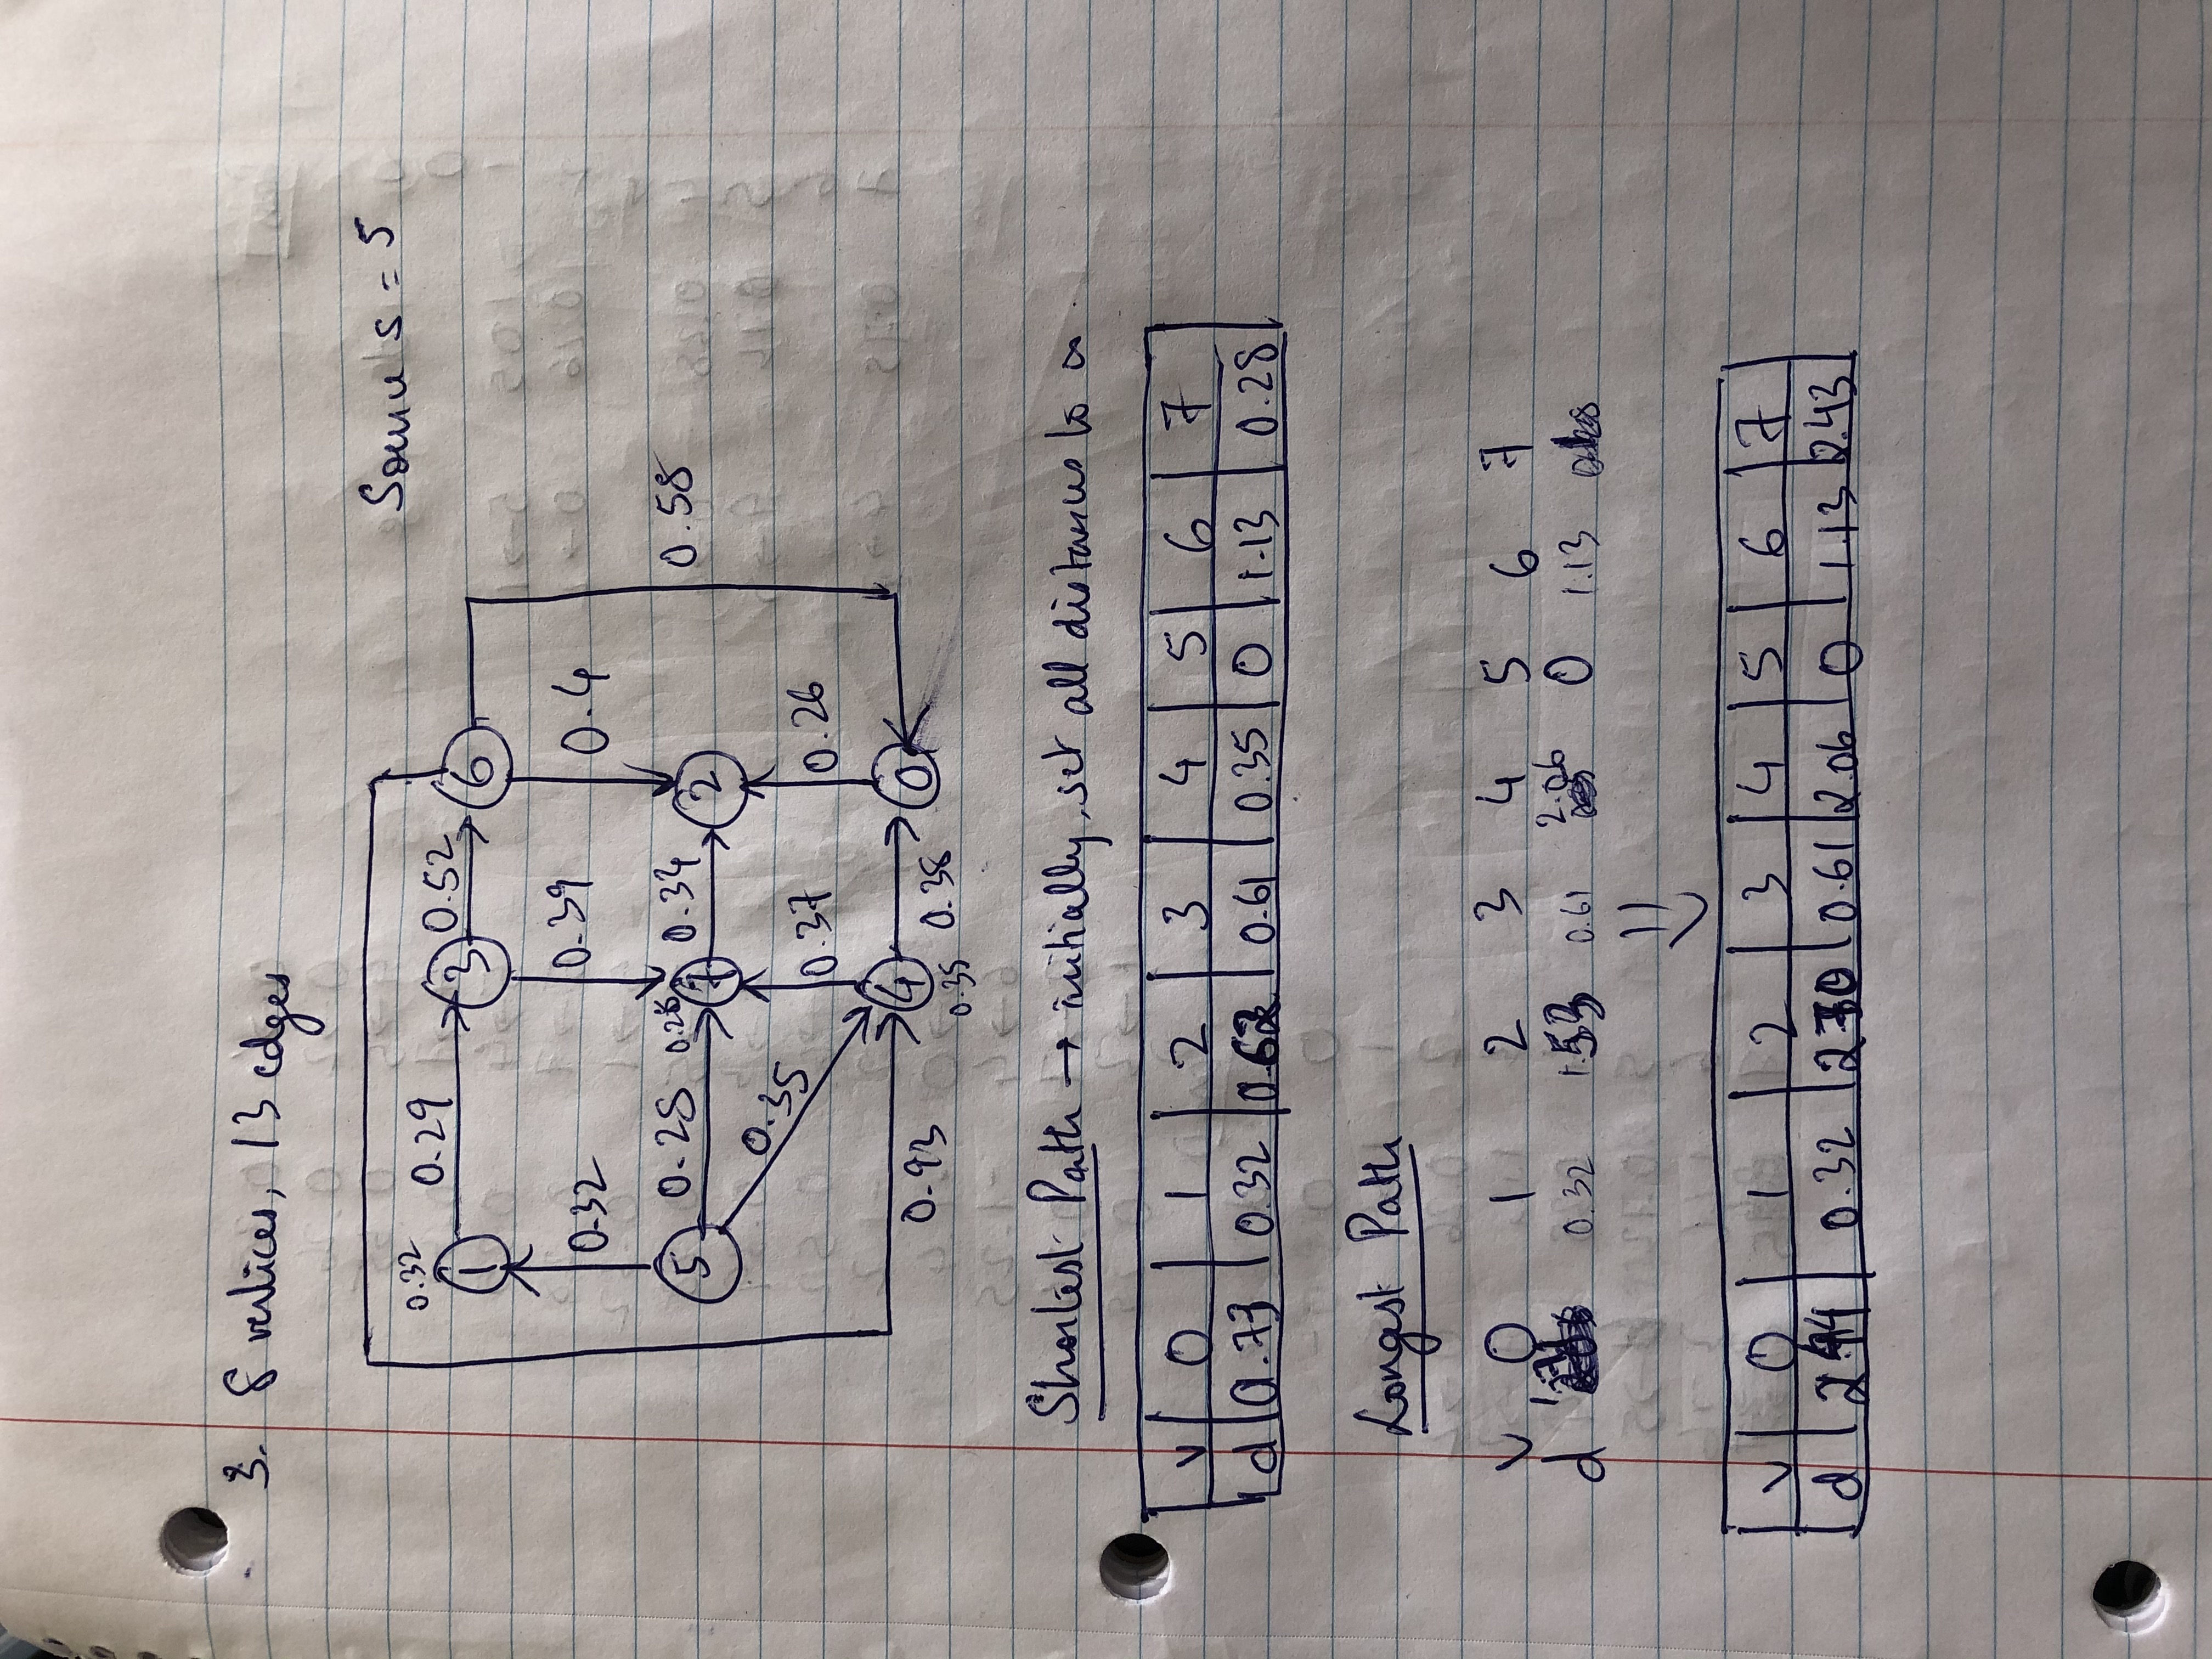 3. 8 vertices, 13 edges
Source s = 5
0.32
0.29
0.52
1
3
6
0.32
0.39
0.4
5
0.28
0.28
7
0.34
2
0.58
0.35
0.37
0.26
4
0
0.93
0.35
0.38
Shortest Path → initially, set all distances to ∞.
v 0 1 2 3 4 5 6 7
d 0.73 0.32 0.62 0.61 0.35 0 1.13 0.28
Longest Path
v 0 1 2 3 4 5 6 7
d 1.71 0.32 0.61 2.06 0 1.13
⇓
v 0 1 2 3 4 5 6 7
d 2.44 0.32 2.70 0.61 2.06 0 1.13 2.43